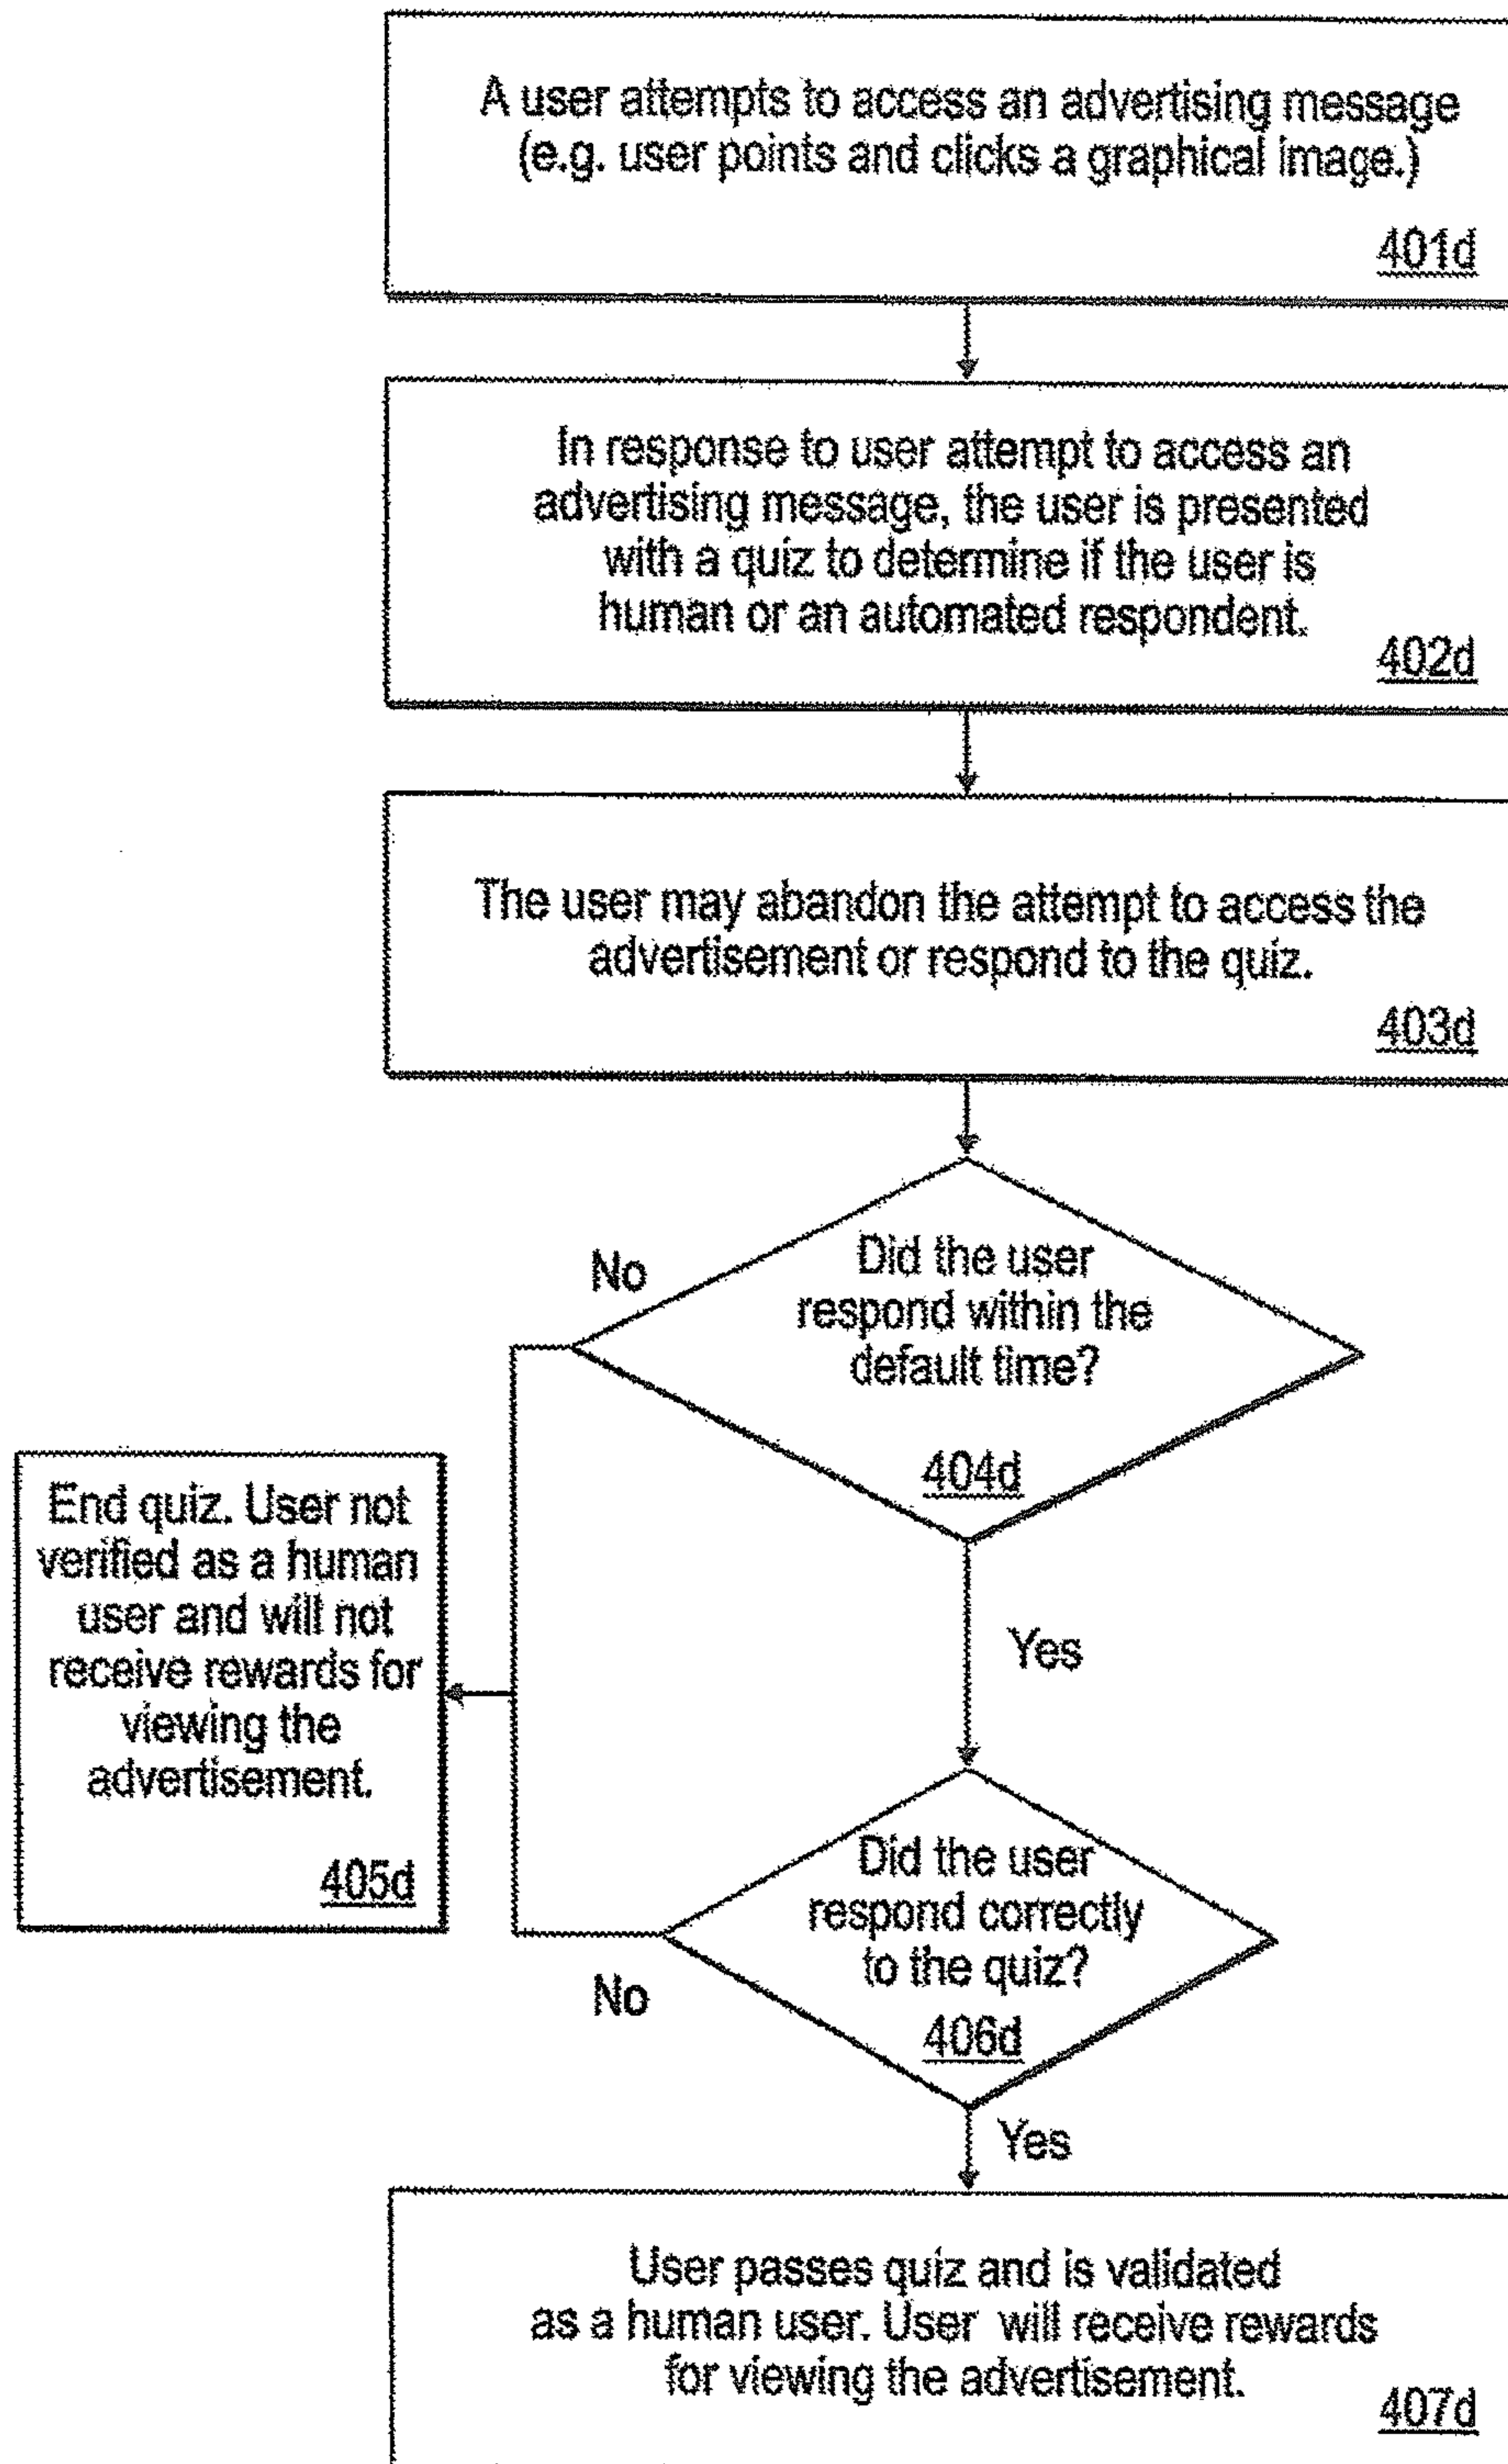 A user attempts to access an advertising message
(e.g. user points and clicks a graphical image.)
401d
In response to user attempt to access an
advertising message, the user is presented
with a quiz to determine if the user is
human or an automated respondent.
402d
The user may abandon the attempt to access the
advertisement or respond to the quiz.
403d
No
Did the user
respond within the
default time?
404d
End quiz. User not
verified as a human
user and will not
receive rewards for
viewing the
advertisement.
405d
Yes
Did the user
respond correctly
to the quiz?
406d
No
Yes
User passes quiz and is validated
as a human user. User will receive rewards
for viewing the advertisement.
407d